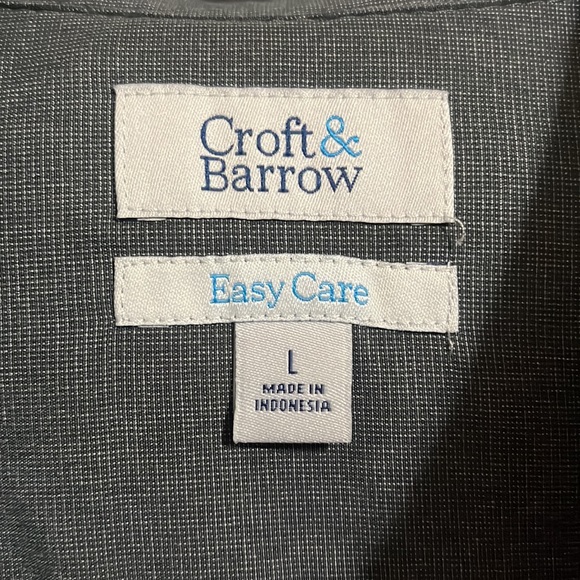 Croft&
Barrow
Easy Care
L
MADE IN
INDONESIA